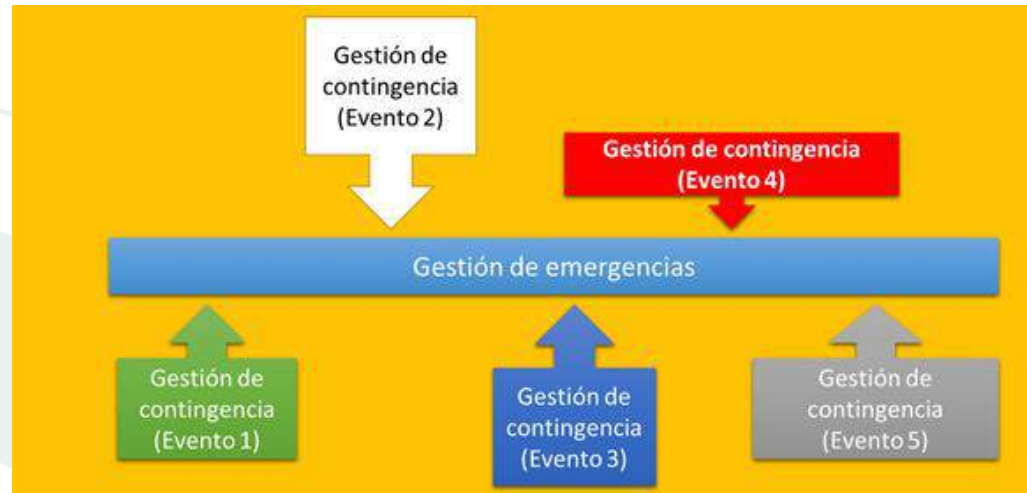 Gestión de
contingencia
(Evento 2)
Gestión de contingencia
(Evento 4)
Gestión de emergencias
Gestión de
contingencia
(Evento 1)
Gestión de
contingencia
(Evento 3)
Gestión de
contingencia
(Evento 5)